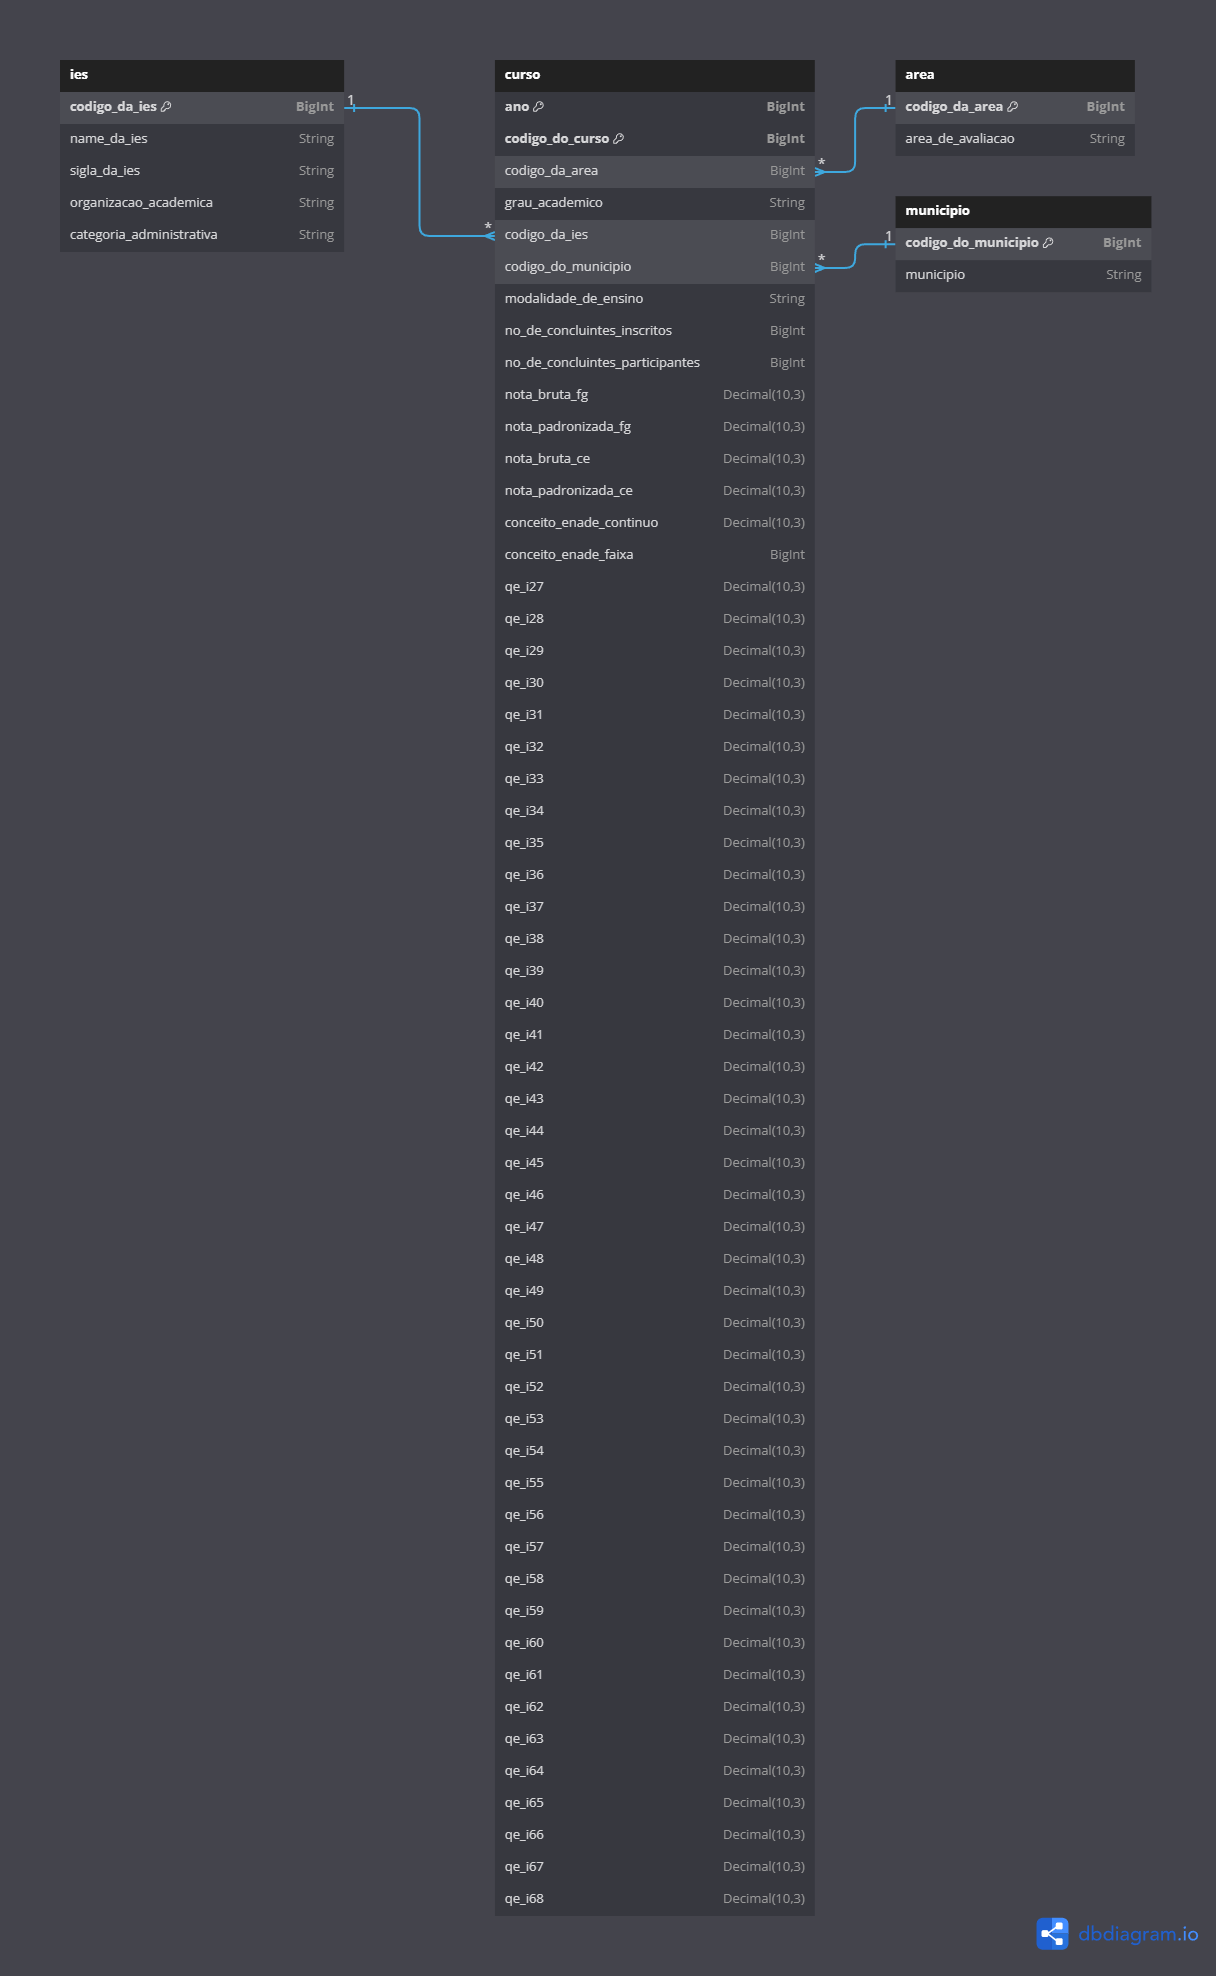 ies
codigo_da_ies BigInt
name_da_ies String
sigla_da_ies String
organizacao_academica String
categoria_administrativa String
1
*
curso
ano BigInt
codigo_do_curso BigInt
codigo_da_area BigInt
grau_academico String
codigo_da_ies BigInt
codigo_do_municipio BigInt
modalidade_de_ensino String
no_de_concluintes_inscritos BigInt
no_de_concluintes_participantes BigInt
nota_bruta_fg Decimal(10,3)
nota_padronizada_fg Decimal(10,3)
nota_bruta_ce Decimal(10,3)
nota_padronizada_ce Decimal(10,3)
conceito_enade_continuo Decimal(10,3)
conceito_enade_faixa BigInt
qe_i27 Decimal(10,3)
qe_i28 Decimal(10,3)
qe_i29 Decimal(10,3)
qe_i30 Decimal(10,3)
qe_i31 Decimal(10,3)
qe_i32 Decimal(10,3)
qe_i33 Decimal(10,3)
qe_i34 Decimal(10,3)
qe_i35 Decimal(10,3)
qe_i36 Decimal(10,3)
qe_i37 Decimal(10,3)
qe_i38 Decimal(10,3)
qe_i39 Decimal(10,3)
qe_i40 Decimal(10,3)
qe_i41 Decimal(10,3)
qe_i42 Decimal(10,3)
qe_i43 Decimal(10,3)
qe_i44 Decimal(10,3)
qe_i45 Decimal(10,3)
qe_i46 Decimal(10,3)
qe_i47 Decimal(10,3)
qe_i48 Decimal(10,3)
qe_i49 Decimal(10,3)
qe_i50 Decimal(10,3)
qe_i51 Decimal(10,3)
qe_i52 Decimal(10,3)
qe_i53 Decimal(10,3)
qe_i54 Decimal(10,3)
qe_i55 Decimal(10,3)
qe_i56 Decimal(10,3)
qe_i57 Decimal(10,3)
qe_i58 Decimal(10,3)
qe_i59 Decimal(10,3)
qe_i60 Decimal(10,3)
qe_i61 Decimal(10,3)
qe_i62 Decimal(10,3)
qe_i63 Decimal(10,3)
qe_i64 Decimal(10,3)
qe_i65 Decimal(10,3)
qe_i66 Decimal(10,3)
qe_i67 Decimal(10,3)
qe_i68 Decimal(10,3)
1
*
area
codigo_da_area BigInt
area_de_avaliacao String
1
*
municipio
codigo_do_municipio BigInt
municipio String
dbdiagram.io